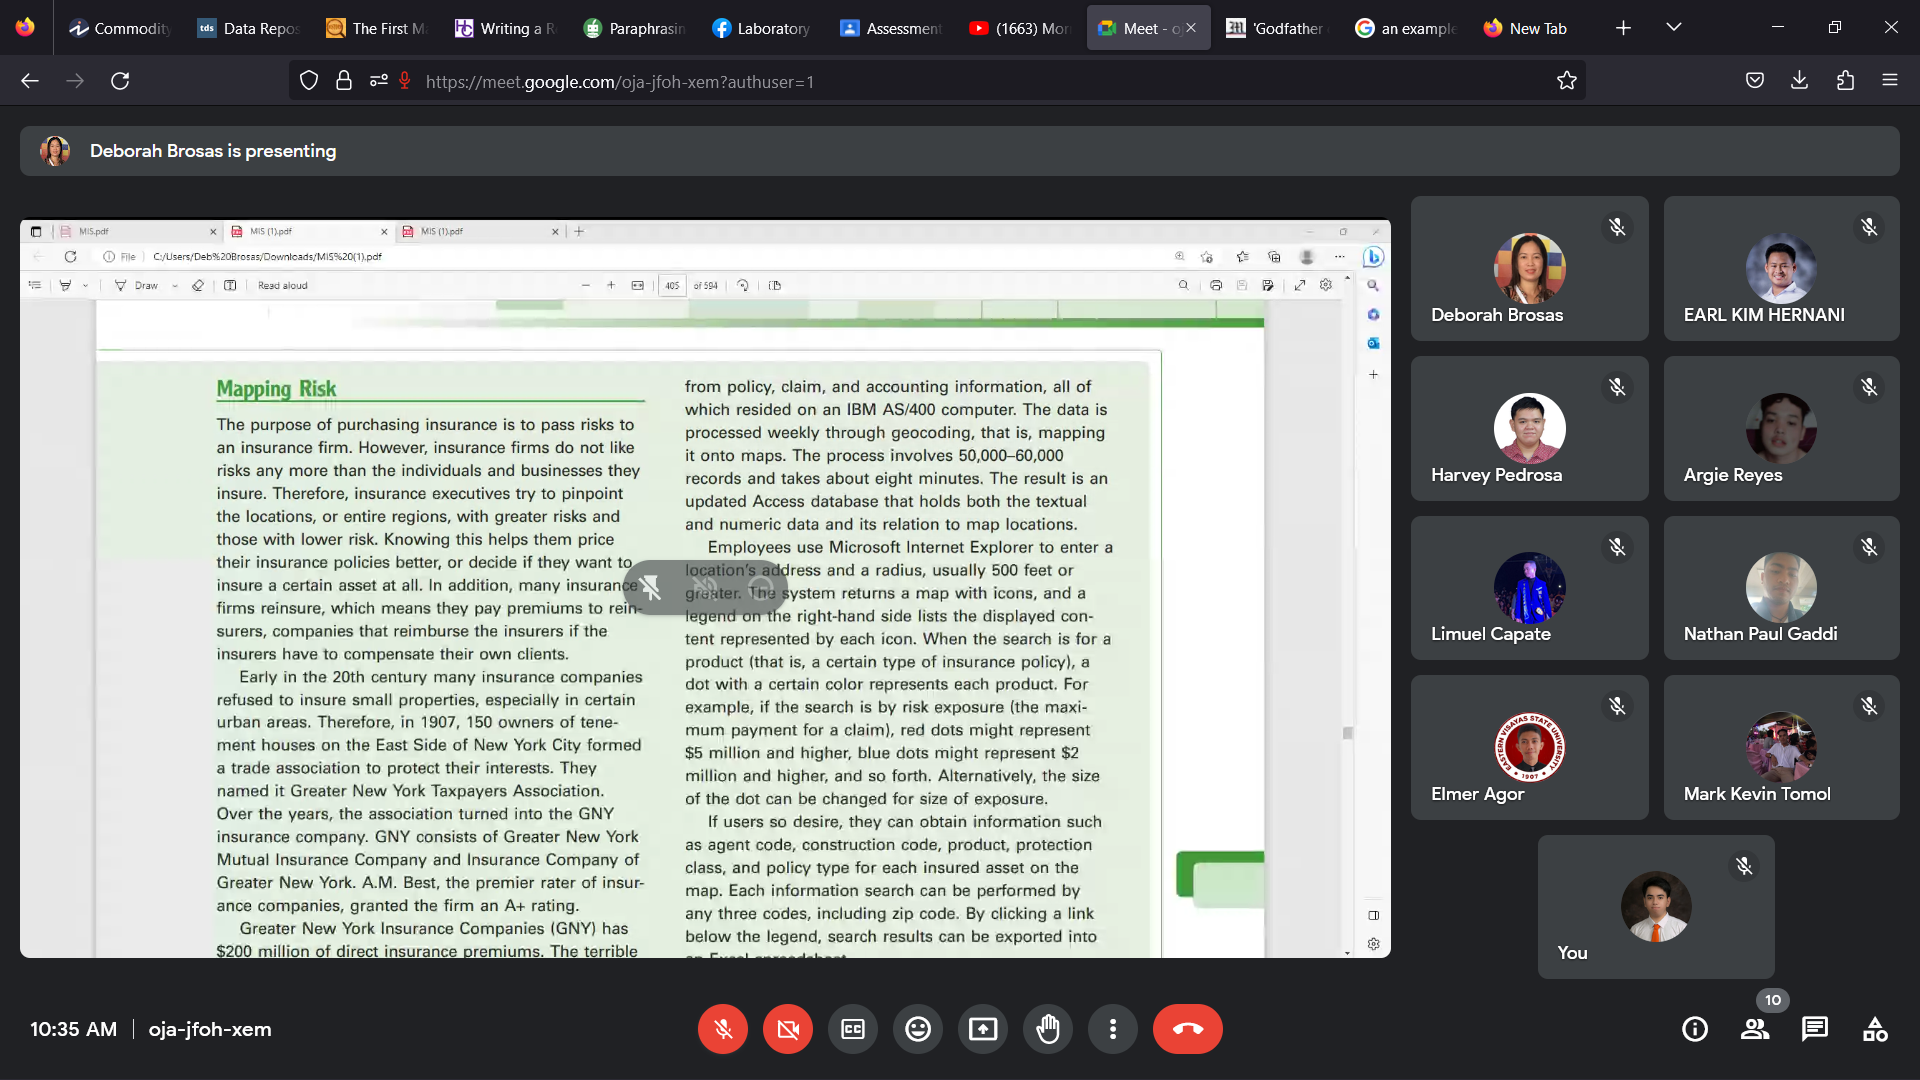 Commodity
Data Repos
The First M
Writing a R
Paraphrasin
Laboratory
Assessment
(1663) Mor
Meet - oj
'Godfather
an example
New Tab
https://meet.google.com/oja-jfoh-xem?authuser=1
Deborah Brosas is presenting
MIS.pdf
MIS (1).pdf
MIS (1).pdf
File
C:/Users/Deb%20Brosas/Downloads/MIS%20(1).pdf
Draw
Read aloud
405 of 594
Mapping Risk
The purpose of purchasing insurance is to pass risks to
an insurance firm. However, insurance firms do not like
risks any more than the individuals and businesses they
insure. Therefore, insurance executives try to pinpoint
the locations, or entire regions, with greater risks and
those with lower risk. Knowing this helps them price
their insurance policies better, or decide if they want to
insure a certain asset at all. In addition, many insurance
firms reinsure, which means they pay premiums to rein-
surers, companies that reimburse the insurers if the
insurers have to compensate their own clients.
Early in the 20th century many insurance companies
refused to insure small properties, especially in certain
urban areas. Therefore, in 1907, 150 owners of tene-
ment houses on the East Side of New York City formed
a trade association to protect their interests. They
named it Greater New York Taxpayers Association.
Over the years, the association turned into the GNY
insurance company. GNY consists of Greater New York
Mutual Insurance Company and Insurance Company of
Greater New York. A.M. Best, the premier rater of insur-
ance companies, granted the firm an A+ rating.
Greater New York Insurance Companies (GNY) has
$200 million of direct insurance premiums. The terrible
from policy, claim, and accounting information, all of
which resided on an IBM AS/400 computer. The data is
processed weekly through geocoding, that is, mapping
it onto maps. The process involves 50,000–60,000
records and takes about eight minutes. The result is an
updated Access database that holds both the textual
and numeric data and its relation to map locations.
Employees use Microsoft Internet Explorer to enter a
location's address and a radius, usually 500 feet or
greater. The system returns a map with icons, and a
legend on the right-hand side lists the displayed con-
tent represented by each icon. When the search is for a
product (that is, a certain type of insurance policy), a
dot with a certain color represents each product. For
example, if the search is by risk exposure (the maxi-
mum payment for a claim), red dots might represent
$5 million and higher, blue dots might represent $2
million and higher, and so forth. Alternatively, the size
of the dot can be changed for size of exposure.
If users so desire, they can obtain information such
as agent code, construction code, product, protection
class, and policy type for each insured asset on the
map. Each information search can be performed by
any three codes, including zip code. By clicking a link
below the legend, search results can be exported into
an Excel spreadsheet.
Deborah Brosas
EARL KIM HERNANI
Harvey Pedrosa
Argie Reyes
Limuel Capate
Nathan Paul Gaddi
EASTERN VISAYAS STATE UNIVERSITY
1907
Elmer Agor
Mark Kevin Tomol
You
10:35 AM
oja-jfoh-xem
10